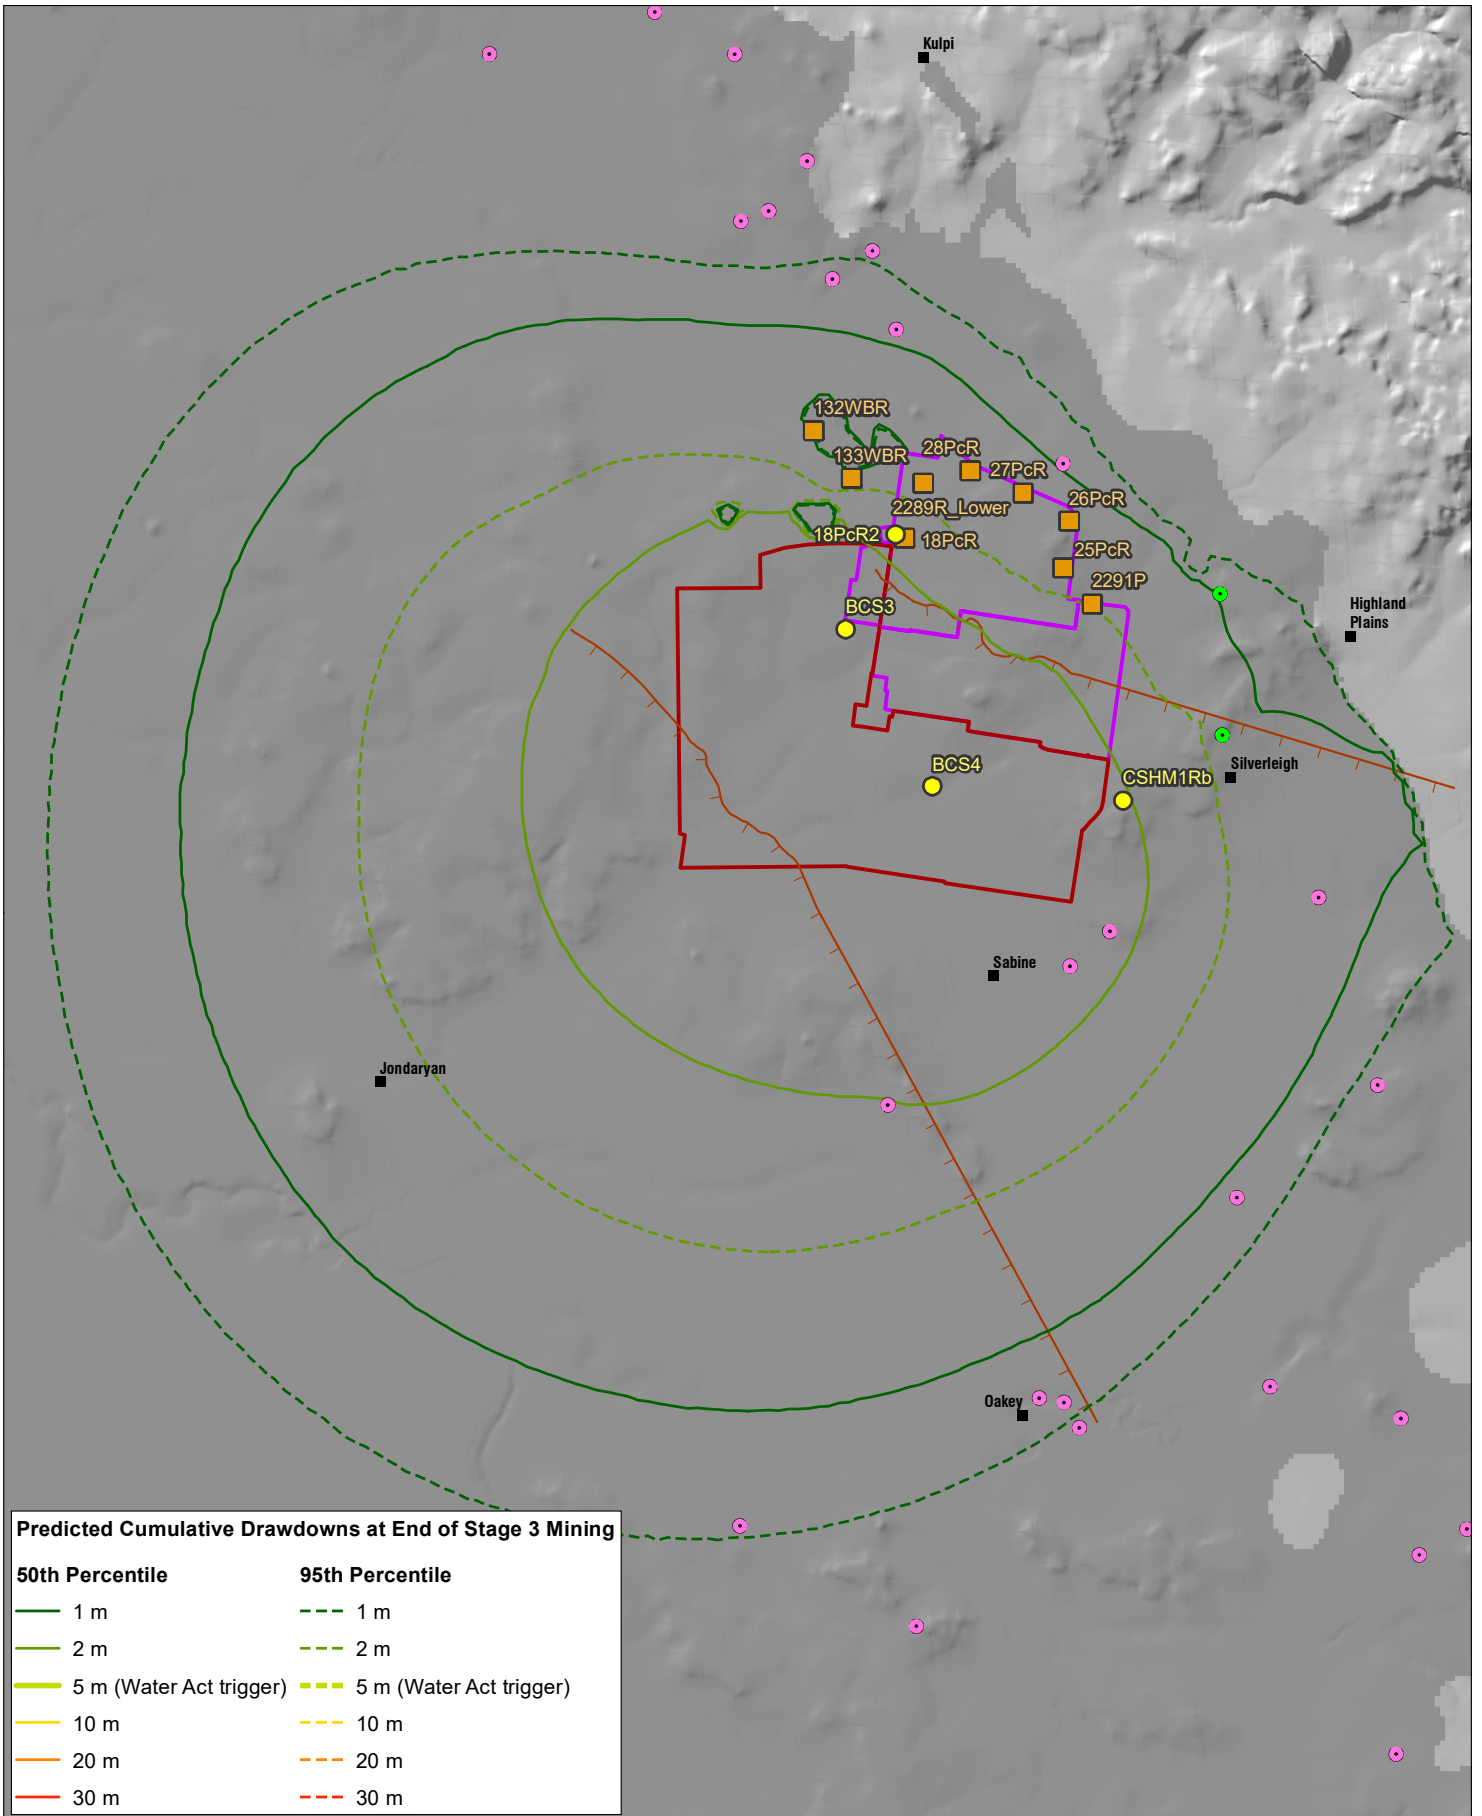 Kulpi
132WBR
133WBR
28PcR
27PcR
26PcR
2289R_Lower
18PcR2
18PcR
25PcR
2291P
BCS3
Highland
Plains
BCS4
CSHM1Rb
Silverleigh
Sabine
Jondaryan
Oakey
Predicted Cumulative Drawdowns at End of Stage 3 Mining
50th Percentile
1 m
2 m
5 m (Water Act trigger)
10 m
20 m
30 m
95th Percentile
1 m
2 m
5 m (Water Act trigger)
10 m
20 m
30 m